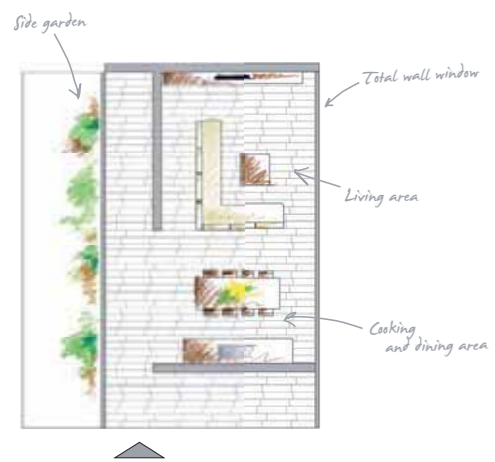 Side garden
Total wall window
Living area
Cooking
and dining area